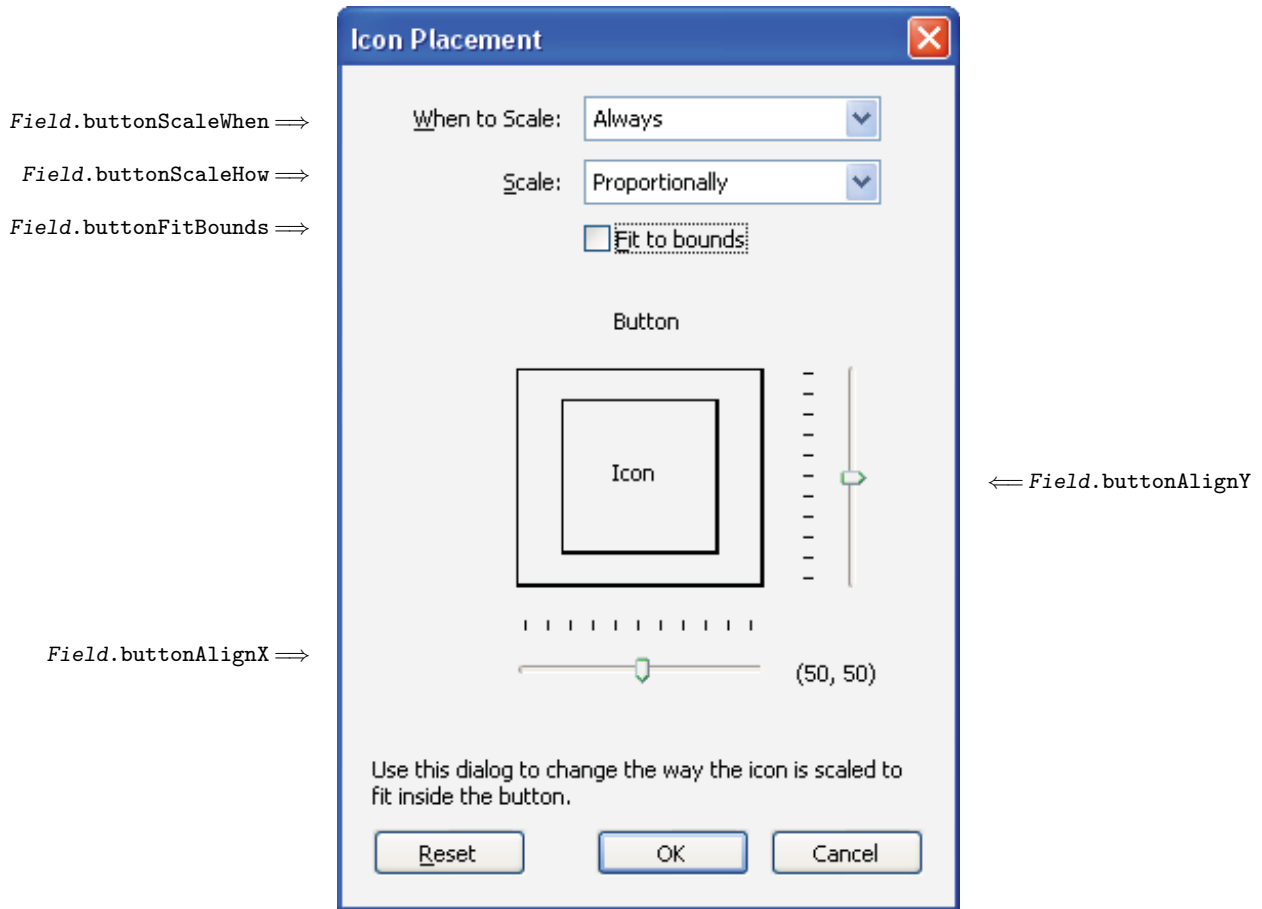 Icon Placement
Field.buttonScaleWhen⟹ When to Scale: Always
Field.buttonScaleHow⟹ Scale: Proportionally
Field.buttonFitBounds⟹ Fit to bounds
Button
Icon
⟸Field.buttonAlignY
Field.buttonAlignX⟹ (50, 50)
Use this dialog to change the way the icon is scaled to
fit inside the button.
Reset OK Cancel